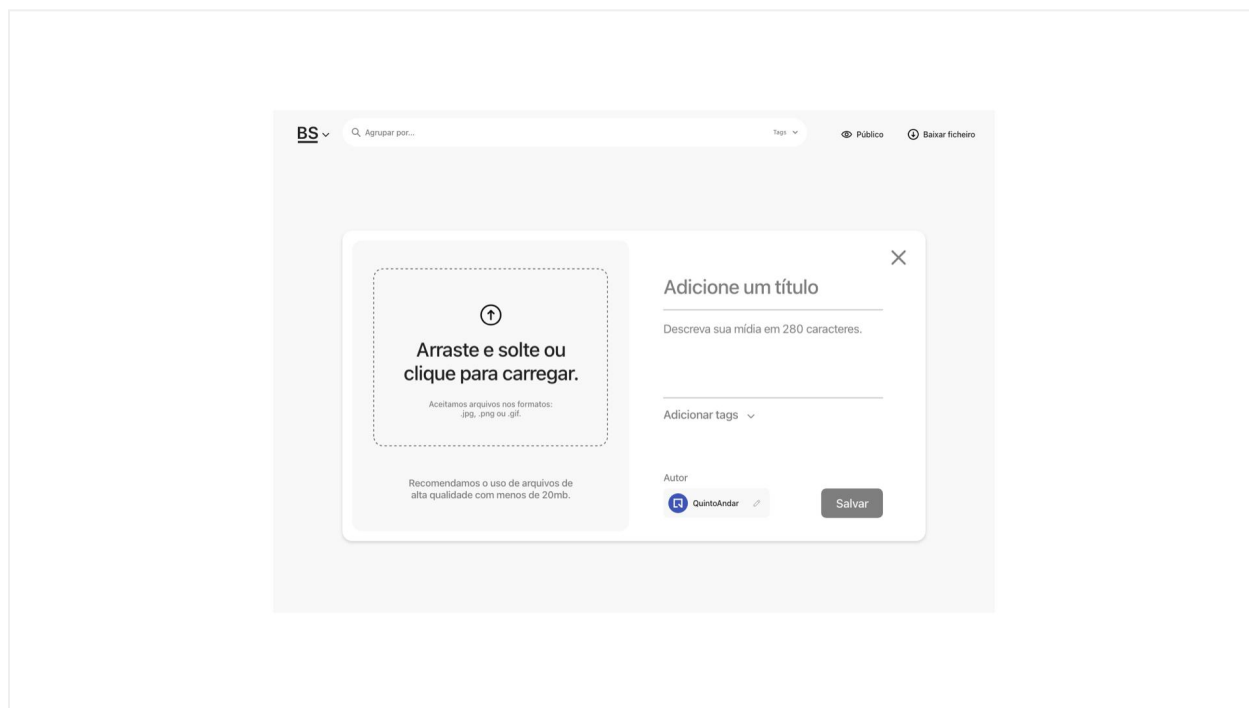 BS
Agrupar por...
Tags
Público
Baixar ficheiro
Arraste e solte ou
clique para carregar.
Aceitamos arquivos nos formatos:
.jpg, .png ou .gif.
Recomendamos o uso de arquivos de
alta qualidade com menos de 20mb.
Adicione um título
Descreva sua mídia em 280 caracteres.
Adicionar tags
Autor
QuintoAndar
Salvar